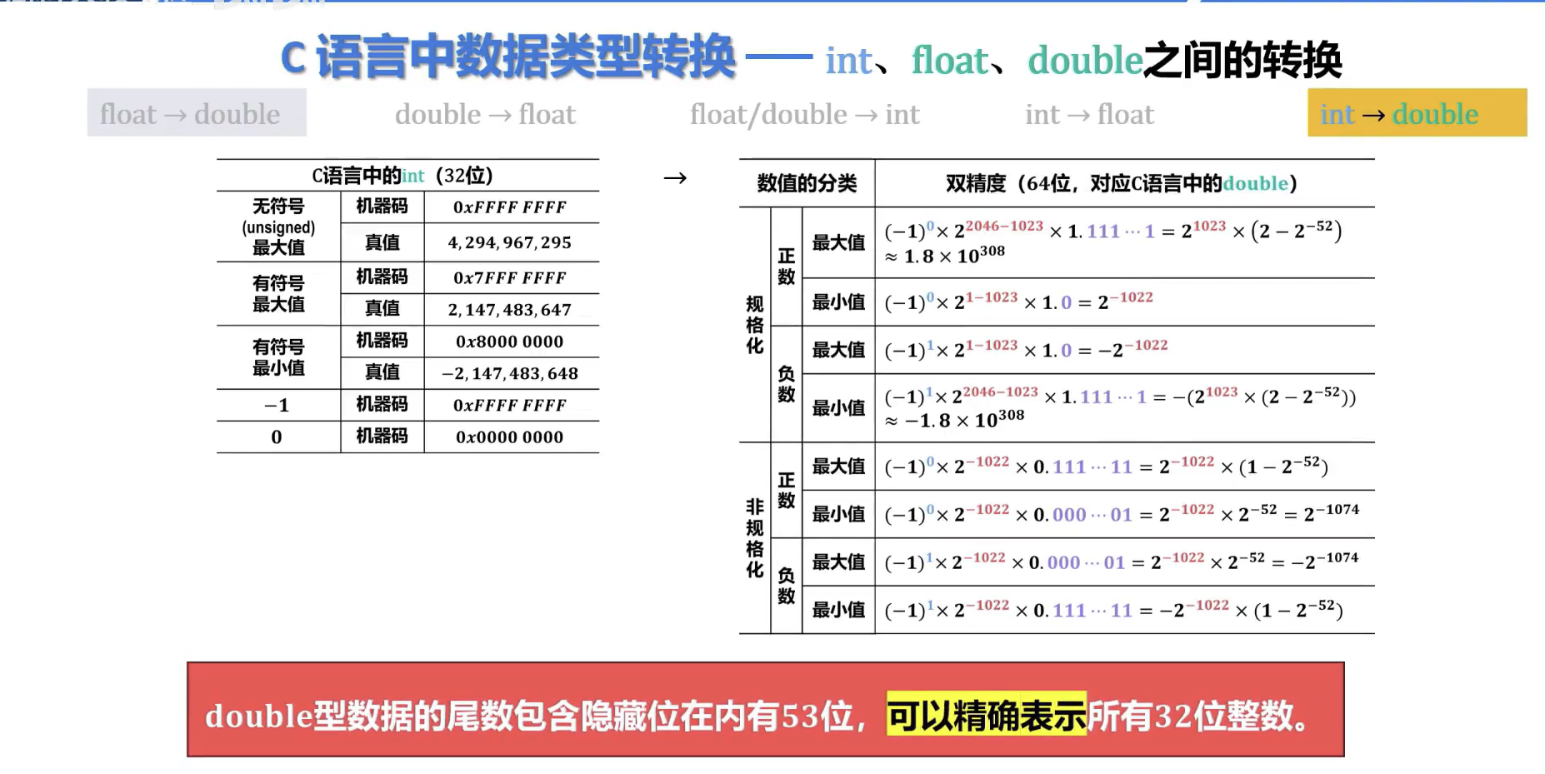 C 语言中数据类型转换 —— int、float、double之间的转换
float → double
double → float
float/double → int
int → float
int → double
C语言中的int（32位）
无符号
(unsigned)
最大值
机器码
0xFFFF FFFF
真值
4,294,967,295
有符号
最大值
机器码
0x7FFF FFFF
真值
2,147,483,647
有符号
最小值
机器码
0x8000 0000
真值
−2,147,483,648
−1
机器码
0xFFFF FFFF
0
机器码
0x0000 0000
→
数值的分类
双精度（64位，对应C语言中的double）
规格化
正数
最大值
(−1)⁰× 2²⁰⁴⁶⁻¹⁰²³ × 1.111 ⋯ 1 = 2¹⁰²³ × (2 − 2⁻⁵²)
≈ 1.8 × 10³⁰⁸
最小值
(−1)⁰× 2¹⁻¹⁰²³ × 1.0 = 2⁻¹⁰²²
负数
最大值
(−1)¹× 2¹⁻¹⁰²³ × 1.0 = −2⁻¹⁰²²
最小值
(−1)¹× 2²⁰⁴⁶⁻¹⁰²³ × 1.111 ⋯ 1 = −(2¹⁰²³ × (2 − 2⁻⁵²))
≈ −1.8 × 10³⁰⁸
非规格化
正数
最大值
(−1)⁰× 2⁻¹⁰²² × 0.111 ⋯ 11 = 2⁻¹⁰²² × (1 − 2⁻⁵²)
最小值
(−1)⁰× 2⁻¹⁰²² × 0.000 ⋯ 01 = 2⁻¹⁰²² × 2⁻⁵² = 2⁻¹⁰⁷⁴
负数
最大值
(−1)¹× 2⁻¹⁰²² × 0.000 ⋯ 01 = 2⁻¹⁰²² × 2⁻⁵² = −2⁻¹⁰⁷⁴
最小值
(−1)¹× 2⁻¹⁰²² × 0.111 ⋯ 11 = −2⁻¹⁰²² × (1 − 2⁻⁵²)
double型数据的尾数包含隐藏位在内有53位，可以精确表示所有32位整数。